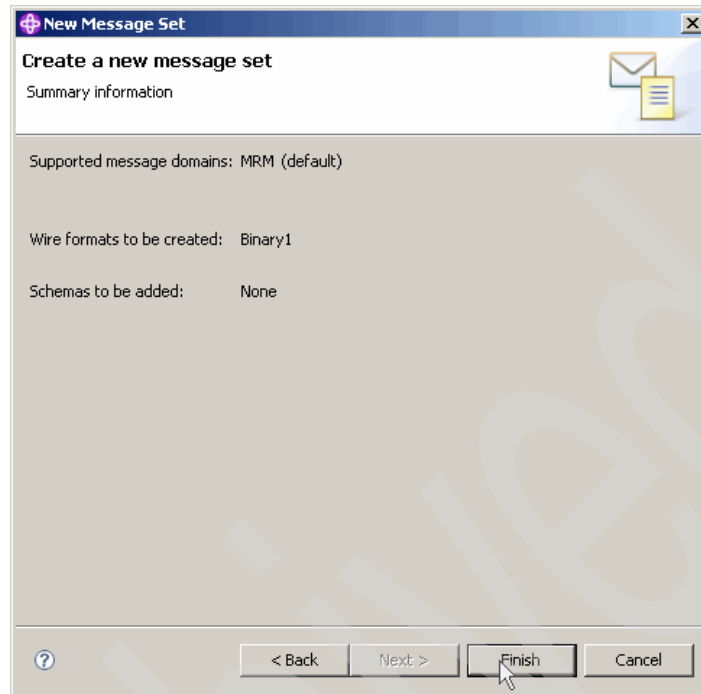 New Message Set
Create a new message set
Summary information
Supported message domains: MRM (default)
Wire formats to be created: Binary1
Schemas to be added: None
< Back Next > Finish Cancel